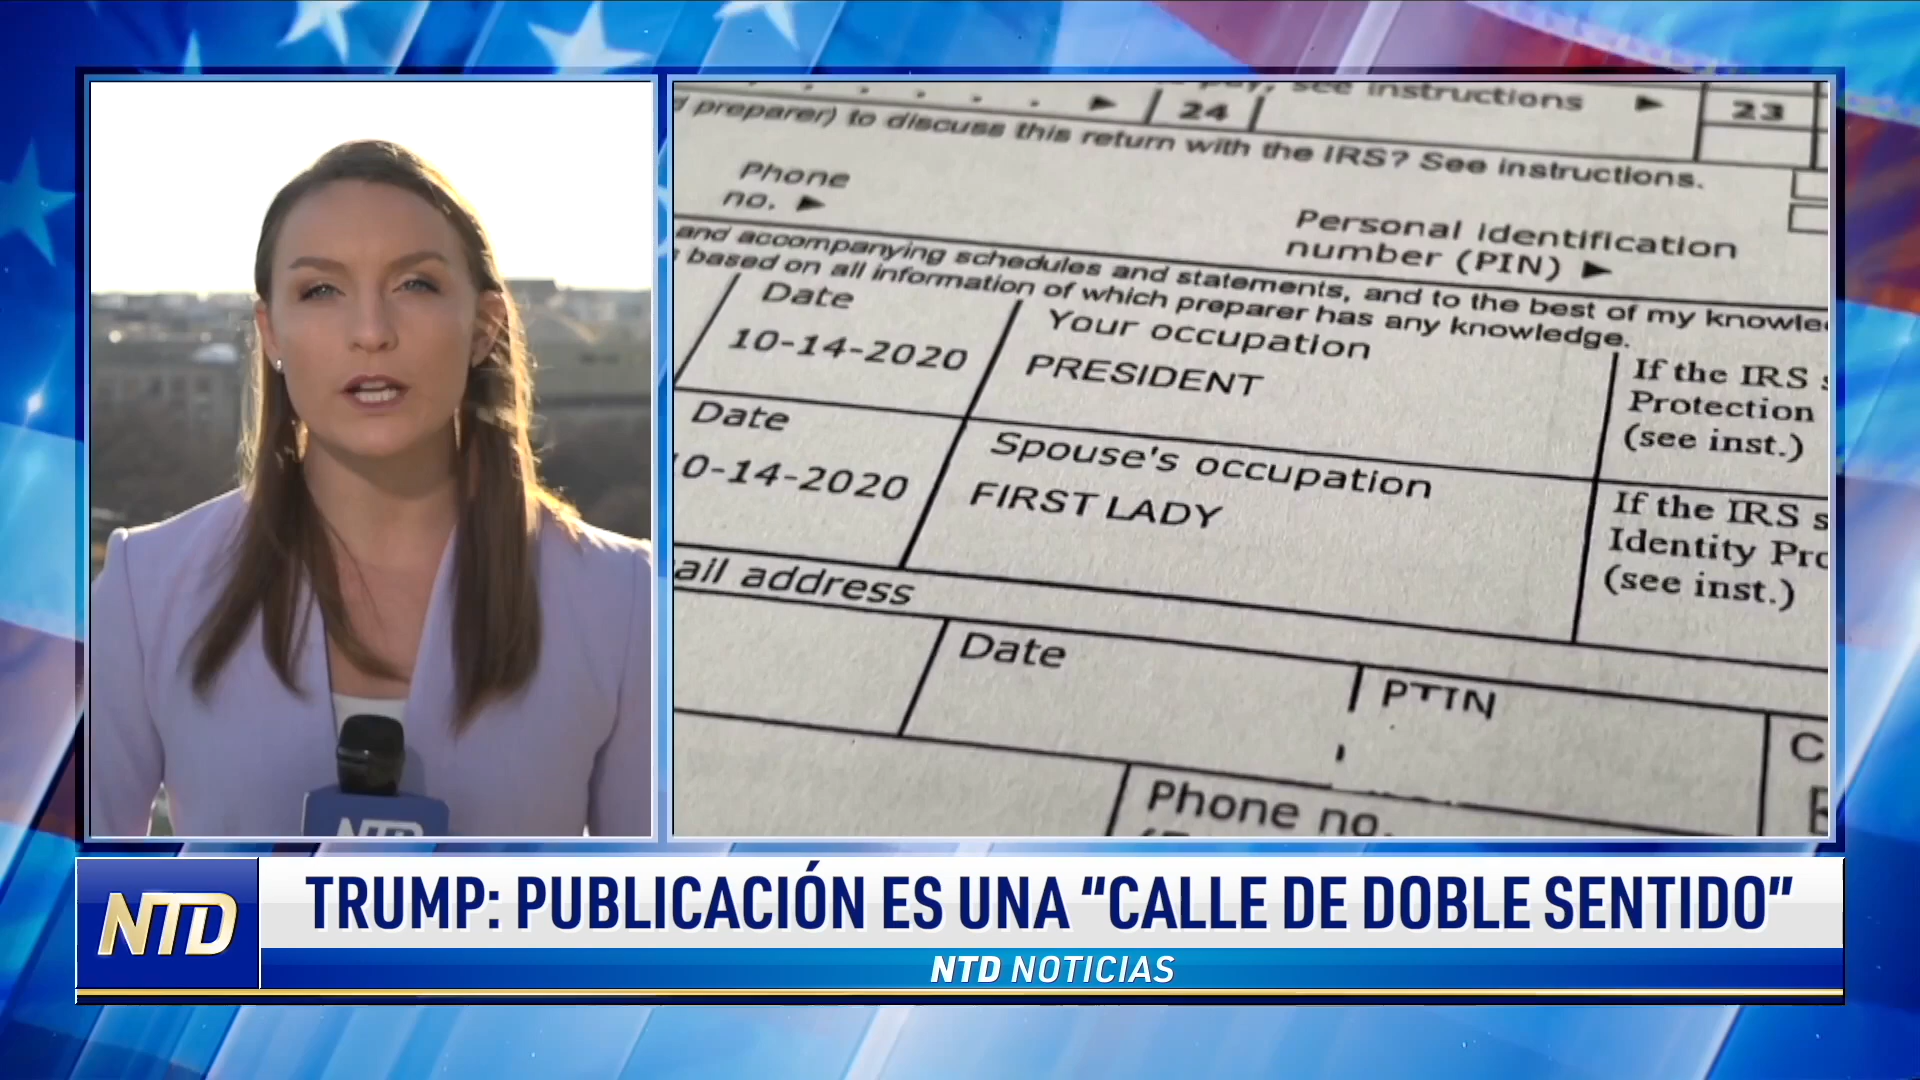 pay, see instructions
23
24
d preparer) to discuss this return with the IRS? See instructions.
Phone
no.
Personal identification
number (PIN)
and accompanying schedules and statements, and to the best of my
based on all information of which preparer has any knowledge.
Date
10-14-2020
Your occupation
PRESIDENT
If the IRS
Protection
(see inst.)
Date
0-14-2020
Spouse's occupation
FIRST LADY
If the IRS s
Identity
(see inst.)
ail address
Date
PTIN
Phone no.
NTD
NTD
TRUMP: PUBLICACIÓN ES UNA “CALLE DE DOBLE SENTIDO”
NTD NOTICIAS